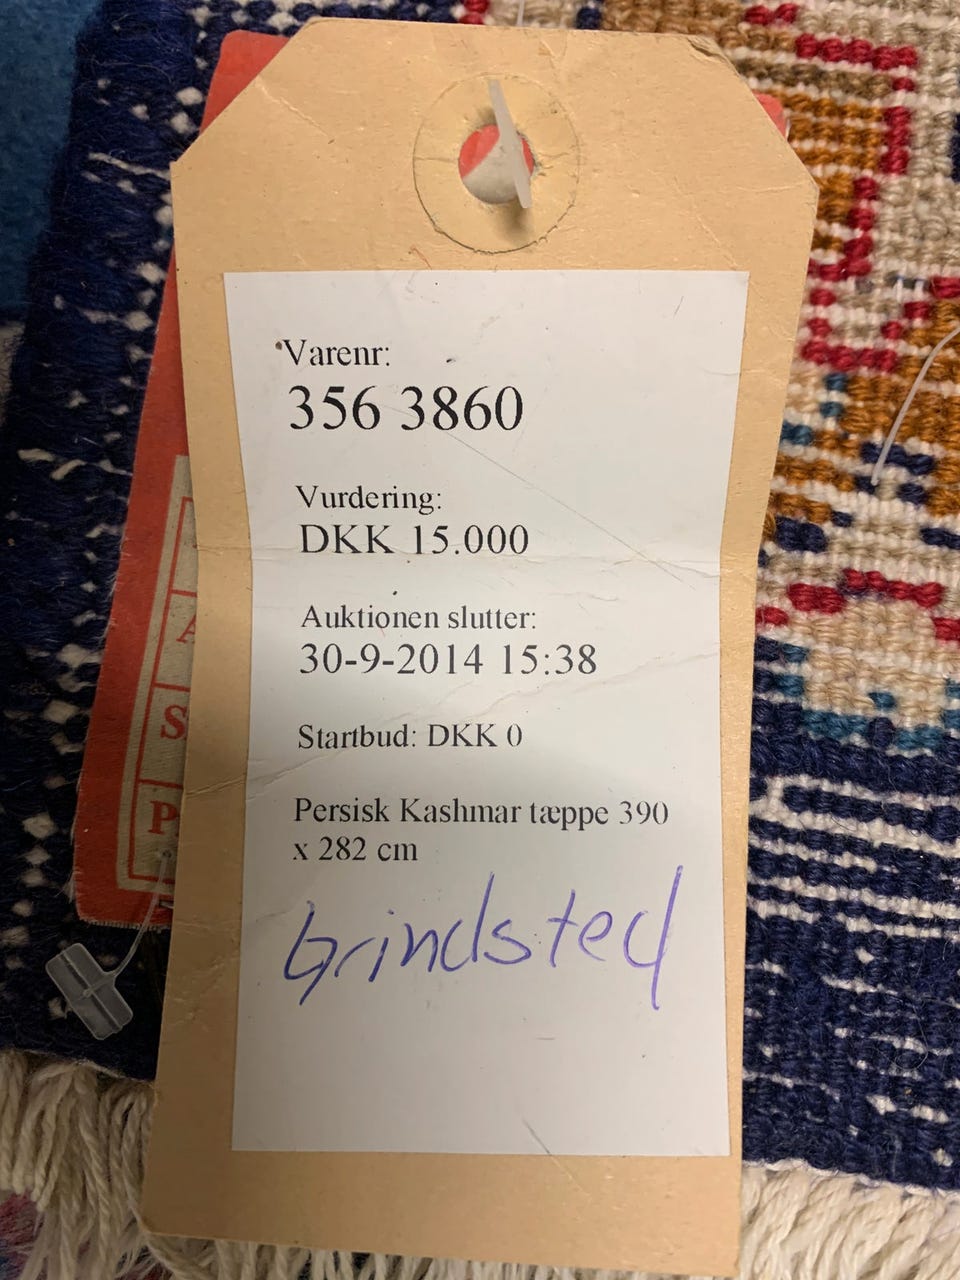 Varenr:
356 3860
Vurdering:
DKK 15.000
Auktionen slutter:
30-9-2014 15:38
Startbud: DKK 0
Persisk Kashmar tæppe 390
x 282 cm
Grindsted
A
S
P